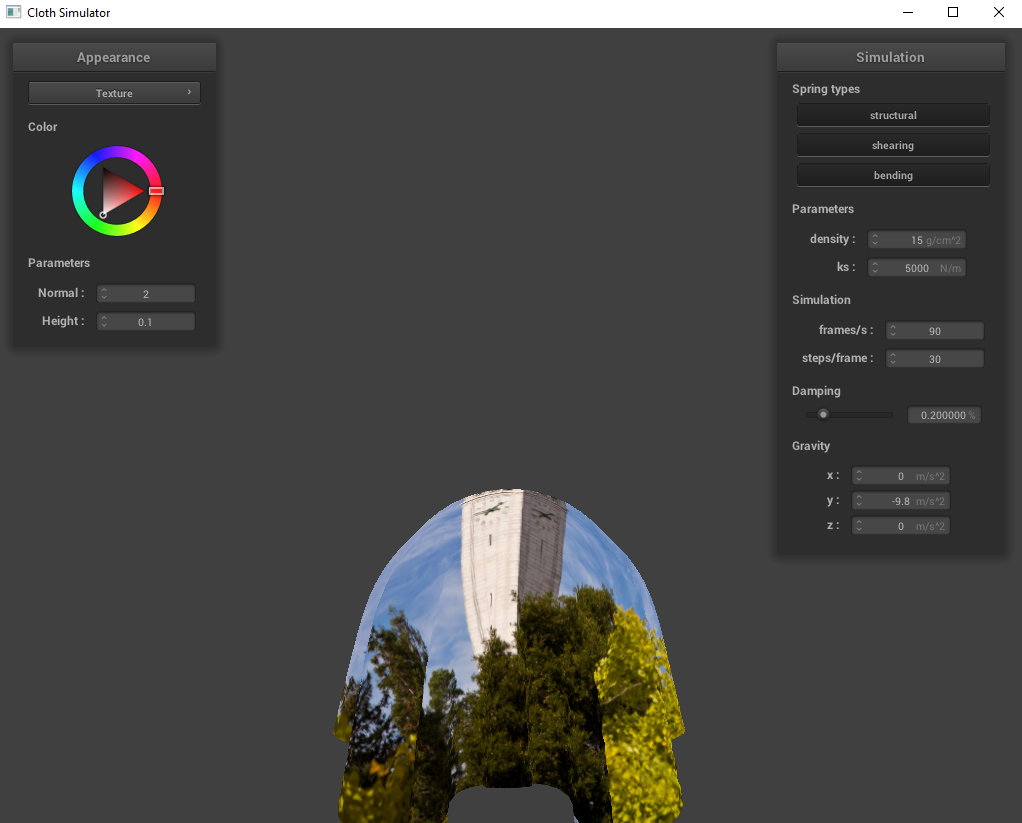 Cloth Simulator
Appearance
Texture
Color
Parameters
Normal : 2
Height : 0.1
Simulation
Spring types
structural
shearing
bending
Parameters
density : 15 g/cm^2
ks : 5000 N/m
Simulation
frames/s : 90
steps/frame : 30
Damping
0.200000 %
Gravity
x : 0 m/s^2
y : -9.8 m/s^2
z : 0 m/s^2